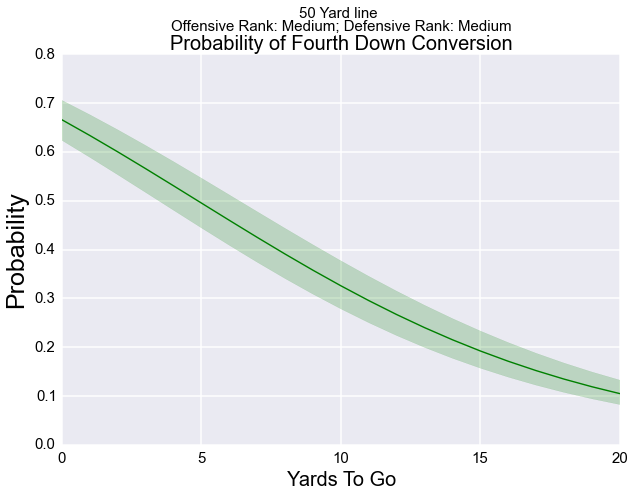 50 Yard line
Offensive Rank: Medium; Defensive Rank: Medium
Probability of Fourth Down Conversion
0.8
0.7
0.6
0.5
0.4
0.3
0.2
0.1
0.0
Probability
0 5 10 15 20
Yards To Go